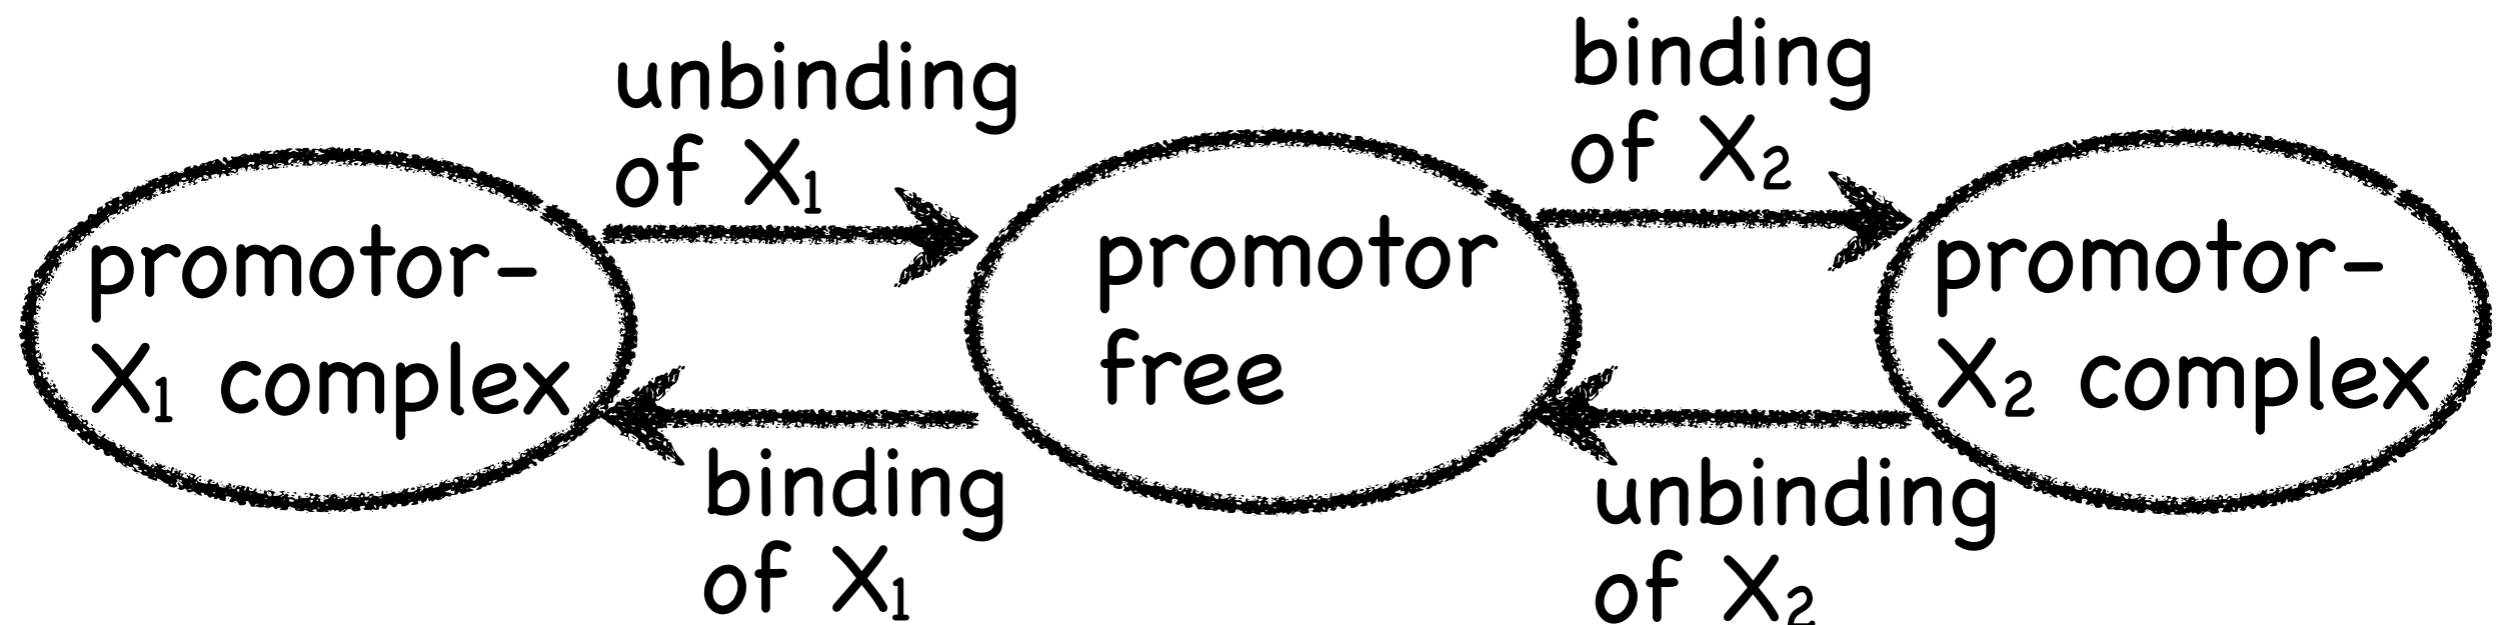 unbinding
of X₁
binding
of X₂
promotor-
X₁ complex
promotor
free
promotor-
X₂ complex
binding
of X₁
unbinding
of X₂